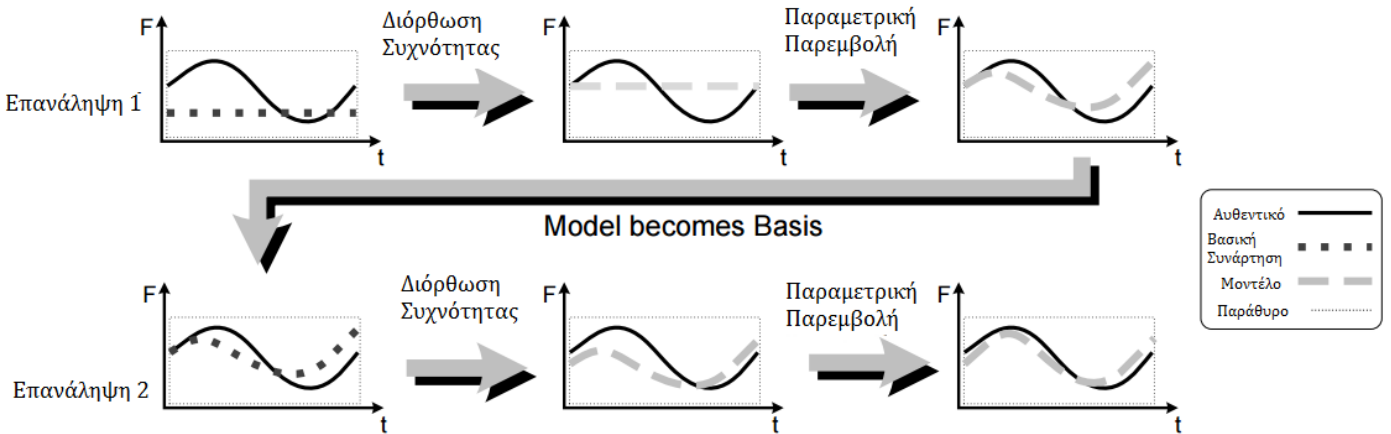 F
Διόρθωση
Συχνότητας
F
Παραμετρική
Παρεμβολή
F
Επανάληψη 1
t
t
t
Model becomes Basis
Αυθεντικό
Βασική
Συνάρτηση
Μοντέλο
Παράθυρο
F
Διόρθωση
Συχνότητας
F
Παραμετρική
Παρεμβολή
F
Επανάληψη 2
t
t
t